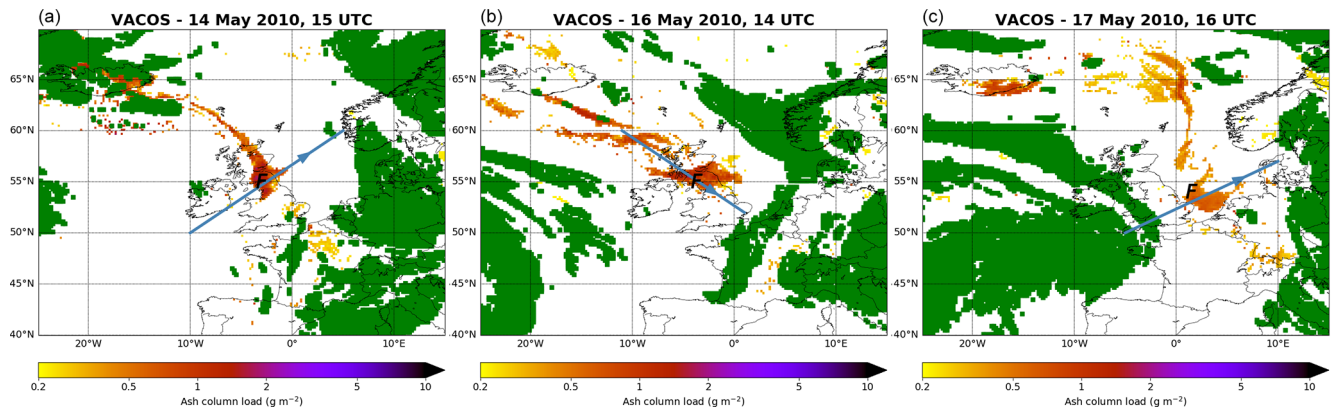 (a) VACOS - 14 May 2010, 15 UTC
65°N
60°N
55°N
50°N
45°N
40°N
F
20°W 10°W 0°E 10°E
0.2 0.5 1 2 5 10
Ash column load (g m⁻²)
(b) VACOS - 16 May 2010, 14 UTC
65°N
60°N
55°N
50°N
45°N
40°N
F
20°W 10°W 0°E 10°E
0.2 0.5 1 2 5 10
Ash column load (g m⁻²)
(c) VACOS - 17 May 2010, 16 UTC
65°N
60°N
55°N
50°N
45°N
40°N
F
20°W 10°W 0°E 10°E
0.2 0.5 1 2 5 10
Ash column load (g m⁻²)